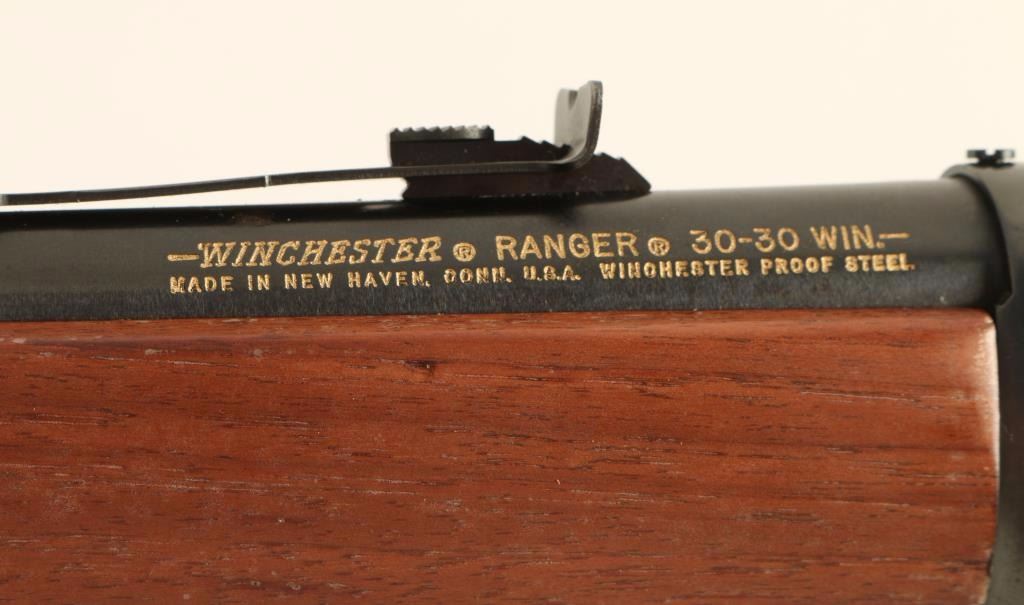 -WINCHESTER ® RANGER ® 30-30 WIN.-
MADE IN NEW HAVEN, CONN. U.S.A. WINCHESTER PROOF STEEL.